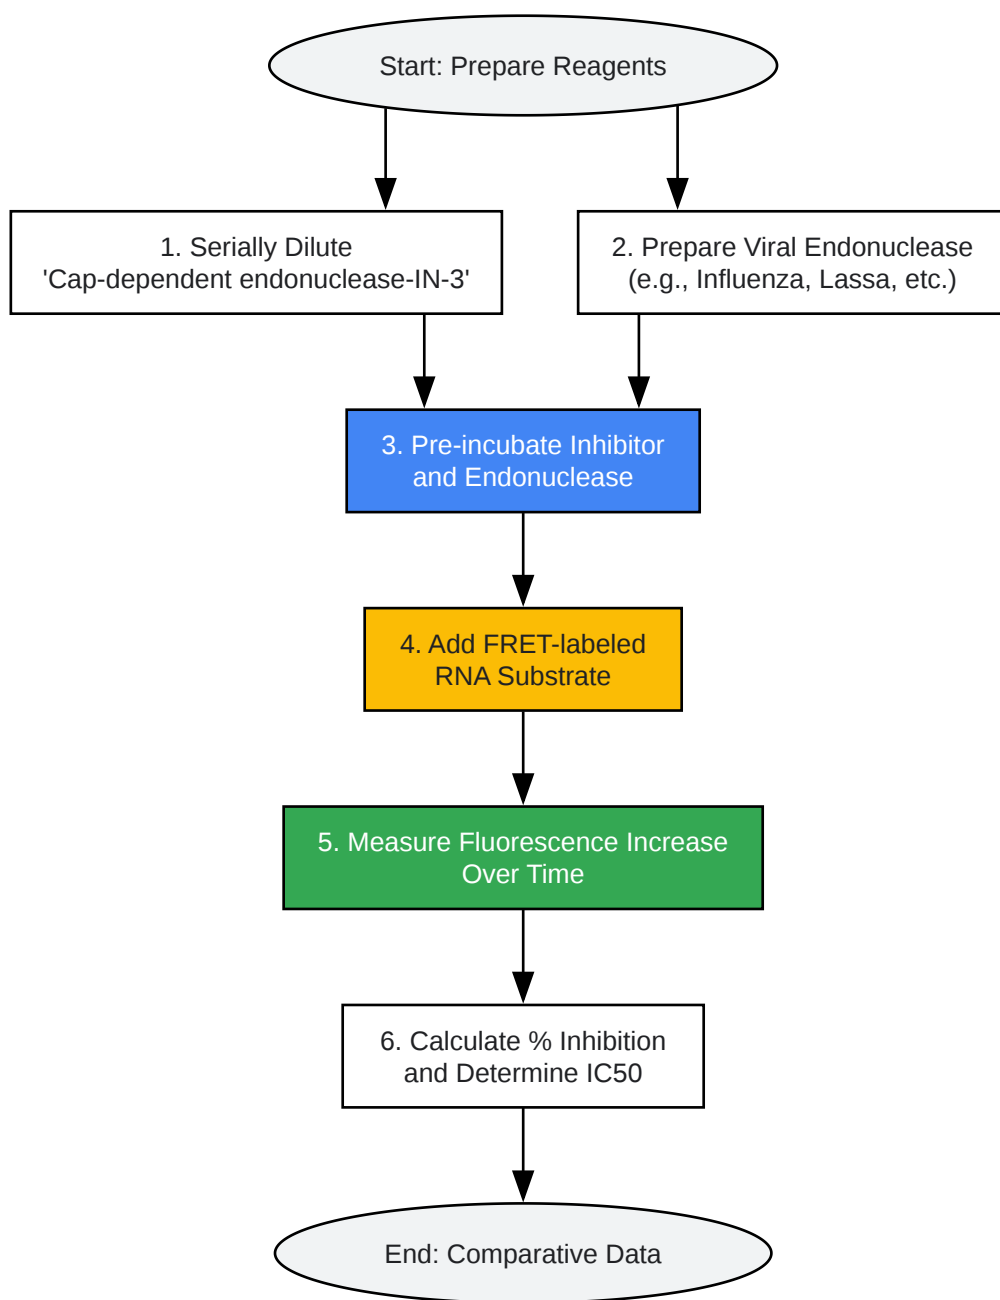 Start: Prepare Reagents
1. Serially Dilute
'Cap-dependent endonuclease-IN-3'
2. Prepare Viral Endonuclease
(e.g., Influenza, Lassa, etc.)
3. Pre-incubate Inhibitor
and Endonuclease
4. Add FRET-labeled
RNA Substrate
5. Measure Fluorescence Increase
Over Time
6. Calculate % Inhibition
and Determine IC50
End: Comparative Data